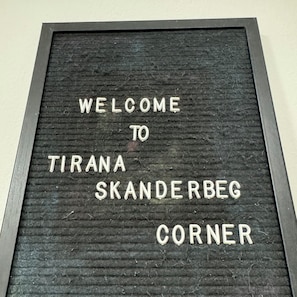 WELCOME
TO
TIRANA
SKANDERBEG
CORNER